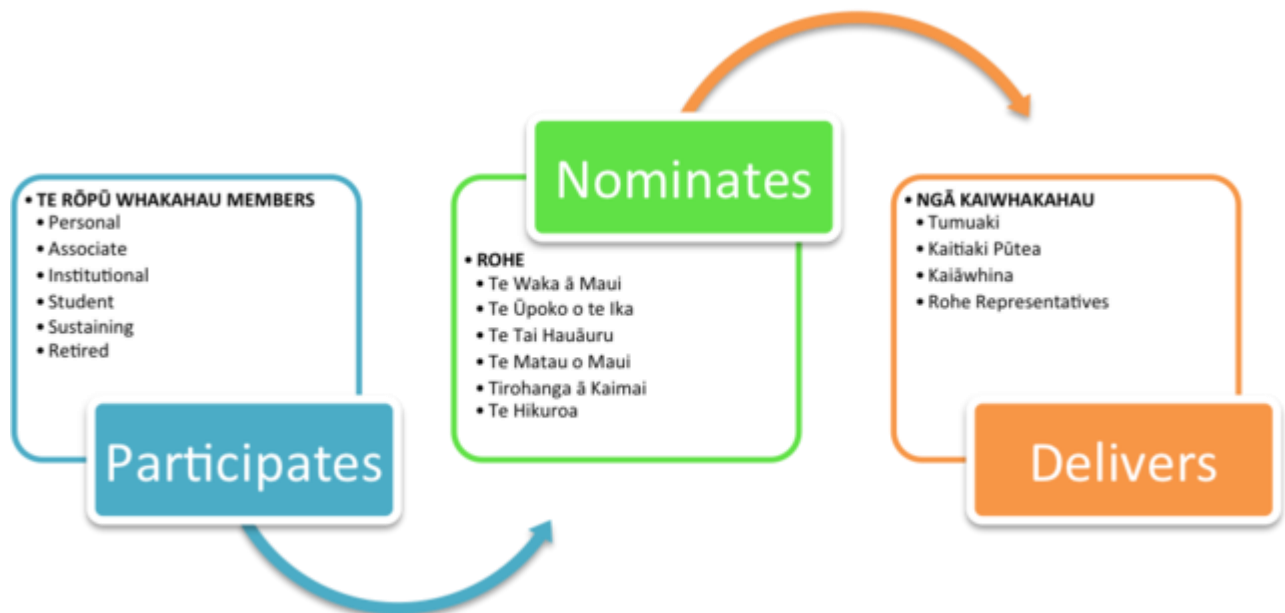 • TE RŌPŪ WHAKAHAU MEMBERS
• Personal
• Associate
• Institutional
• Student
• Sustaining
• Retired
Participates
Nominates
• ROHE
• Te Waka ā Maui
• Te Ūpoko o te Ika
• Te Tai Hauāuru
• Te Matau o Maui
• Tirohanga ā Kaimai
• Te Hikuroa
• NGĀ KAIWHAKAHAU
• Tumuaki
• Kaitiaki Pūtea
• Kaiāwhina
• Rohe Representatives
Delivers